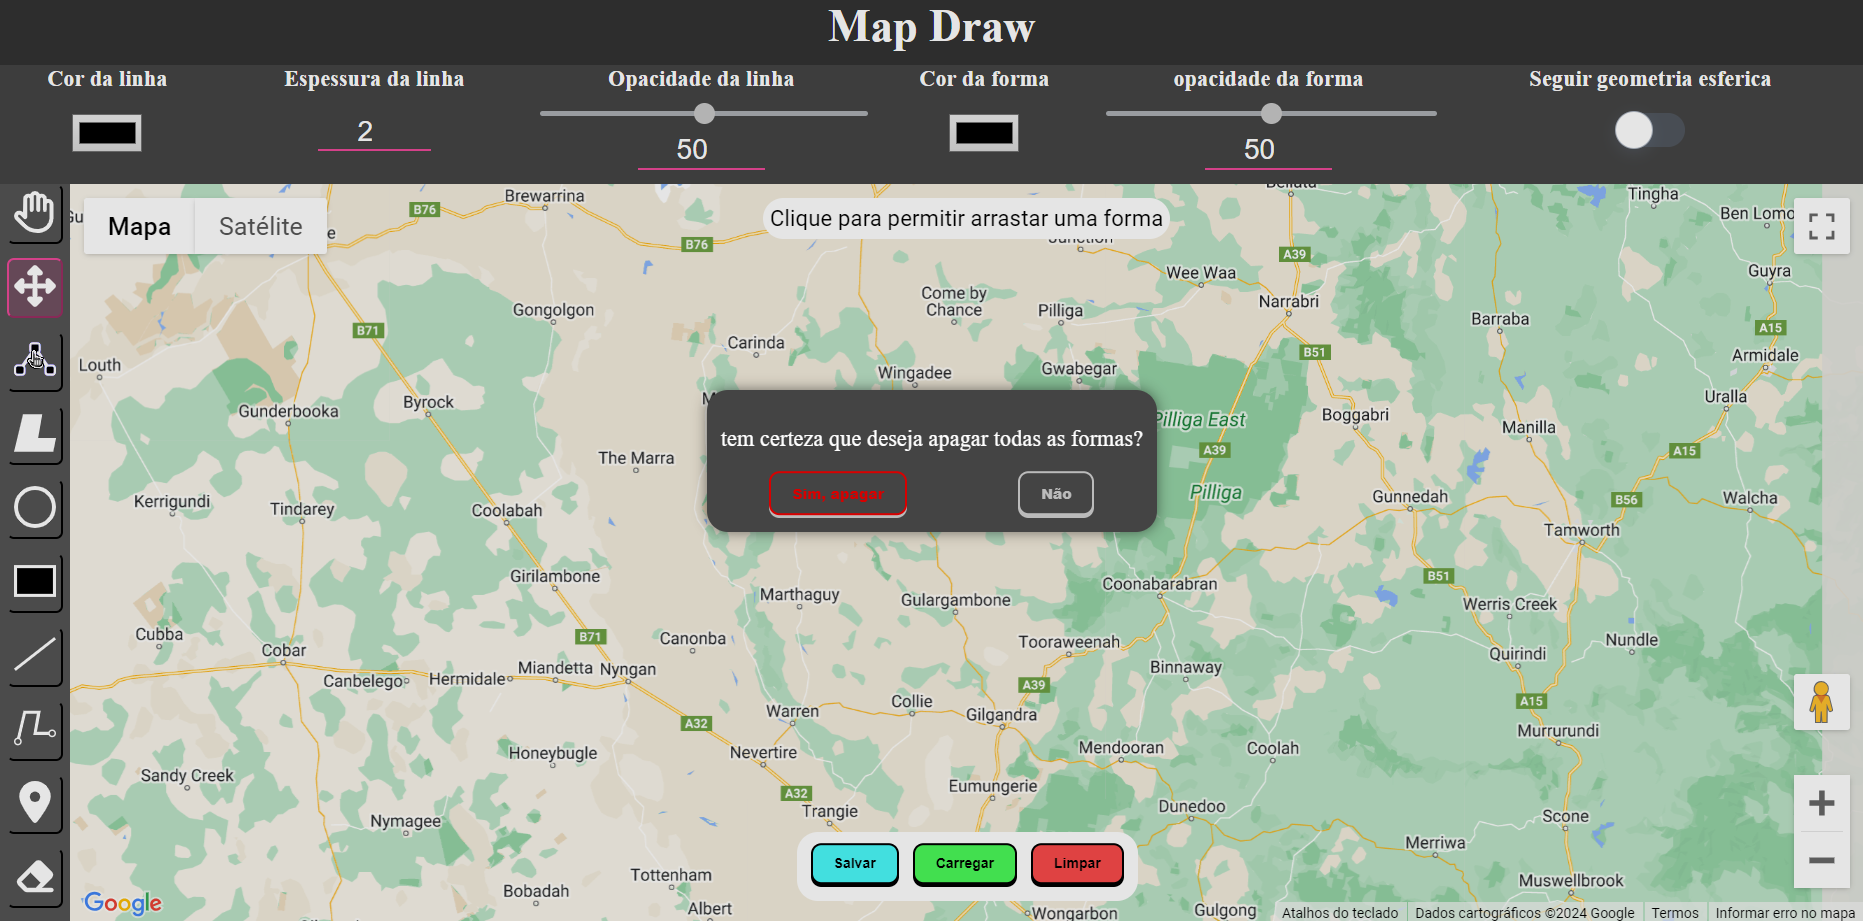 Map Draw
Cor da linha
Espessura da linha
Opacidade da linha
Cor da forma
opacidade da forma
Seguir geometria esferica
2
50
50
Mapa
Satélite
Clique para permitir arrastar uma forma
Brewarrina
B76
B76
Tingha
Ben Lomo
A39
Wee Waa
Guyra
Come by
Chance
Gongolgon
Pilliga
Narrabri
Barraba
B71
A15
Carinda
B51
Armidale
Louth
Wingadee
Gwabegar
Byrock
Gunderbooka
Uralla
Boggabri
Pilliga East
Manilla
tem certeza que deseja apagar todas as formas?
A39
A15
The Marra
Sim, apagar
Não
Pilliga
Kerrigundi
Tindarey
Coolabah
Gunnedah
B56
Walcha
Tamworth
Girilambone
Coonabarabran
B51
Marthaguy
Gulargambone
Werris Creek
Cubba
B71
Canonba
Tooraweenah
Nundle
Cobar
Miandetta
Nyngan
Binnaway
Quirindi
Canbelego
Hermidale
A39
Collie
A15
Warren
Gilgandra
A32
Murrurundi
Honeybugle
Nevertire
Mendooran
Coolah
Sandy Creek
Eumungerie
A32
Trangie
Dunedoo
Scone
Nymagee
Merriwa
Salvar
Carregar
Limpar
Tottenham
Bobadah
Muswellbrook
Google
Albert
Wongarbon
Gulgong
Atalhos do teclado
Dados cartográficos ©2024 Google
Termos
Informar erro no mapa